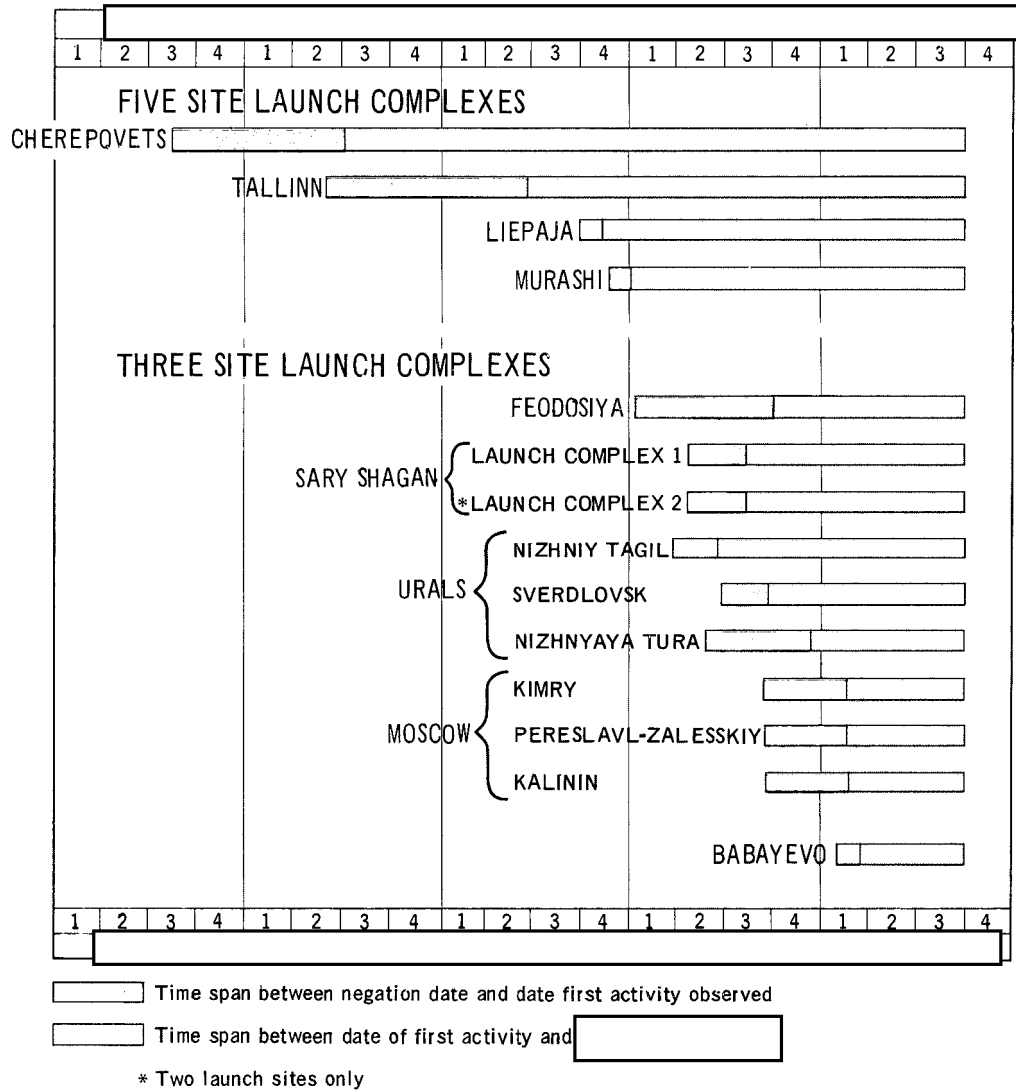 1 2 3 4 1 2 3 4 1 2 3 4 1 2 3 4 1 2 3 4
FIVE SITE LAUNCH COMPLEXES
CHEREPOVETS
TALLINN
LIEPAJA
MURASHI
THREE SITE LAUNCH COMPLEXES
FEODOSIYA
SARY SHAGAN
LAUNCH COMPLEX 1
*LAUNCH COMPLEX 2
URALS
NIZHNIY TAGIL
SVERDLOVSK
NIZHNYAYA TURA
MOSCOW
KIMRY
PERESLAVL-ZALESSKIY
KALININ
BABAYEVO
1 2 3 4 1 2 3 4 1 2 3 4 1 2 3 4 1 2 3 4
Time span between negation date and date first activity observed
Time span between date of first activity and
* Two launch sites only